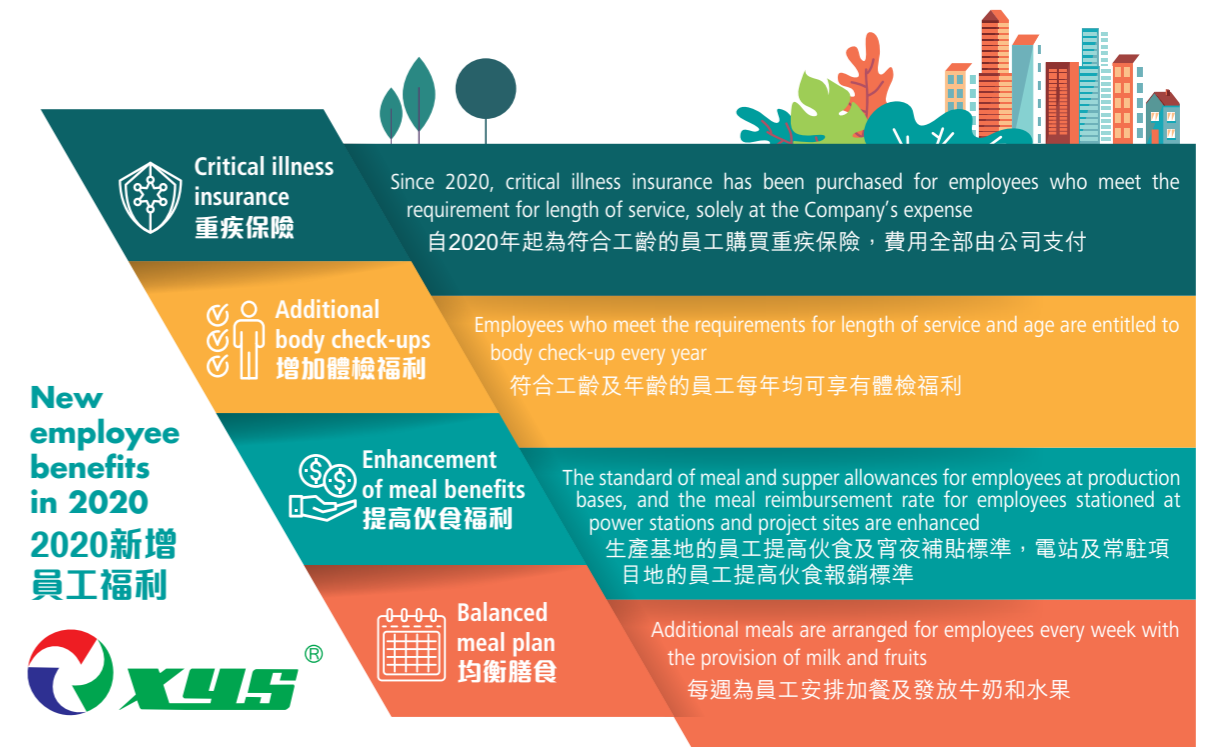 Critical illness
insurance
重疾保險
Since 2020, critical illness insurance has been purchased for employees who meet the
requirement for length of service, solely at the Company’s expense
自2020年起為符合工齡的員工購買重疾保險，費用全部由公司支付
Additional
body check-ups
增加體檢福利
Employees who meet the requirements for length of service and age are entitled to
body check-up every year
符合工齡及年齡的員工每年均可享有體檢福利
New
employee
benefits
in 2020
2020新增
員工福利
Enhancement
of meal benefits
提高伙食福利
The standard of meal and supper allowances for employees at production
bases, and the meal reimbursement rate for employees stationed at
power stations and project sites are enhanced
生產基地的員工提高伙食及宵夜補貼標準，電站及常駐項
目地的員工提高伙食報銷標準
Balanced
meal plan
均衡膳食
Additional meals are arranged for employees every week with
the provision of milk and fruits
每週為員工安排加餐及發放牛奶和水果
XYS®